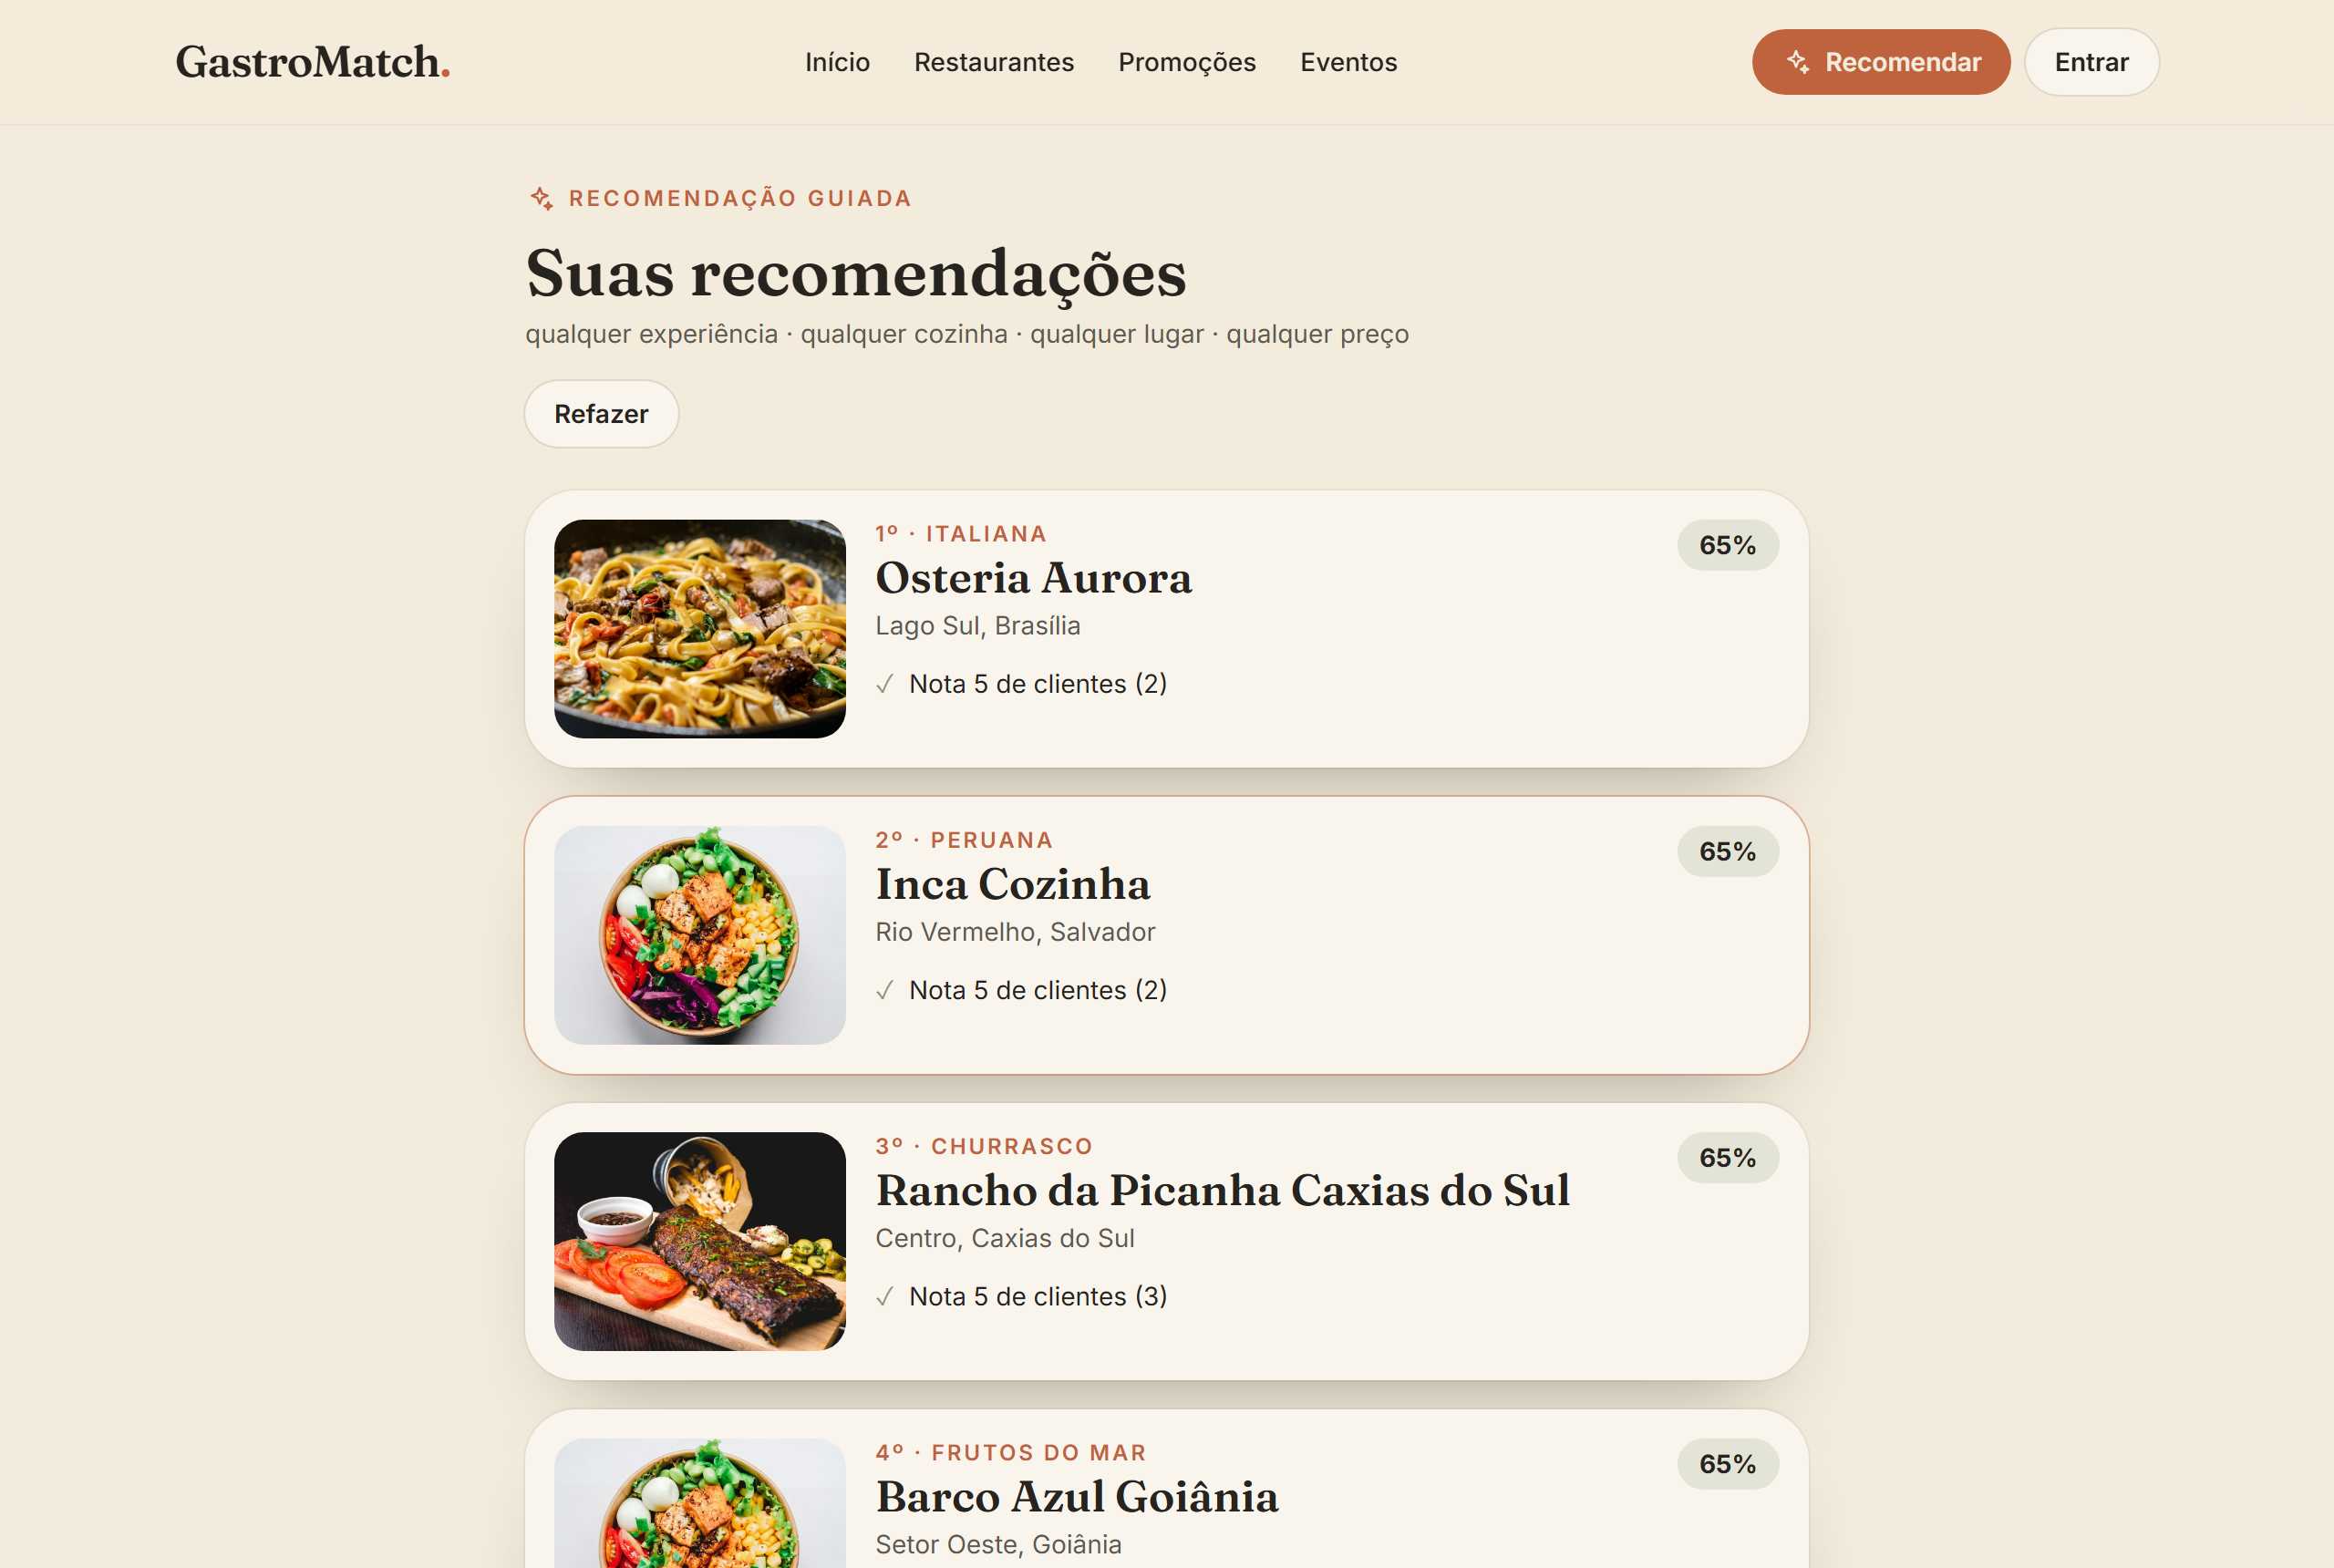 GastroMatch.
Início Restaurantes Promoções Eventos
Recomendar
Entrar
RECOMENDAÇÃO GUIADA
Suas recomendações
qualquer experiência · qualquer cozinha · qualquer lugar · qualquer preço
Refazer
1º · ITALIANA
65%
Osteria Aurora
Lago Sul, Brasília
✓ Nota 5 de clientes (2)
2º · PERUANA
65%
Inca Cozinha
Rio Vermelho, Salvador
✓ Nota 5 de clientes (2)
3º · CHURRASCO
65%
Rancho da Picanha Caxias do Sul
Centro, Caxias do Sul
✓ Nota 5 de clientes (3)
4º · FRUTOS DO MAR
65%
Barco Azul Goiânia
Setor Oeste, Goiânia